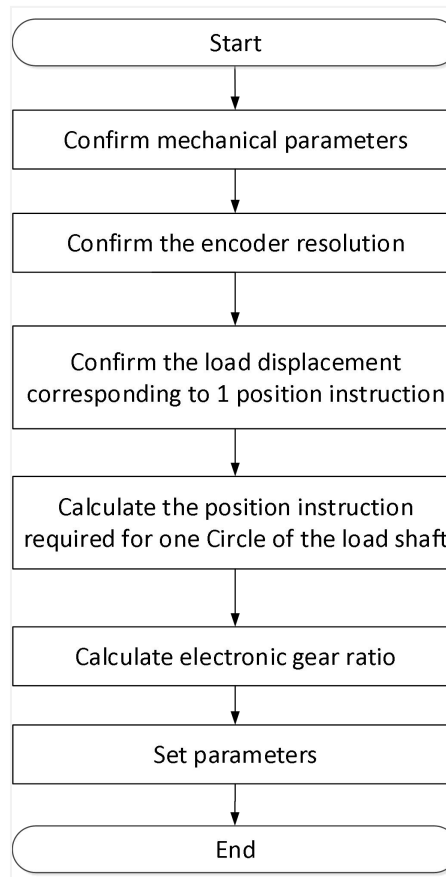 Start
Confirm mechanical parameters
Confirm the encoder resolution
Confirm the load displacement
corresponding to 1 position instruction
Calculate the position instruction
required for one Circle of the load shaft
Calculate electronic gear ratio
Set parameters
End